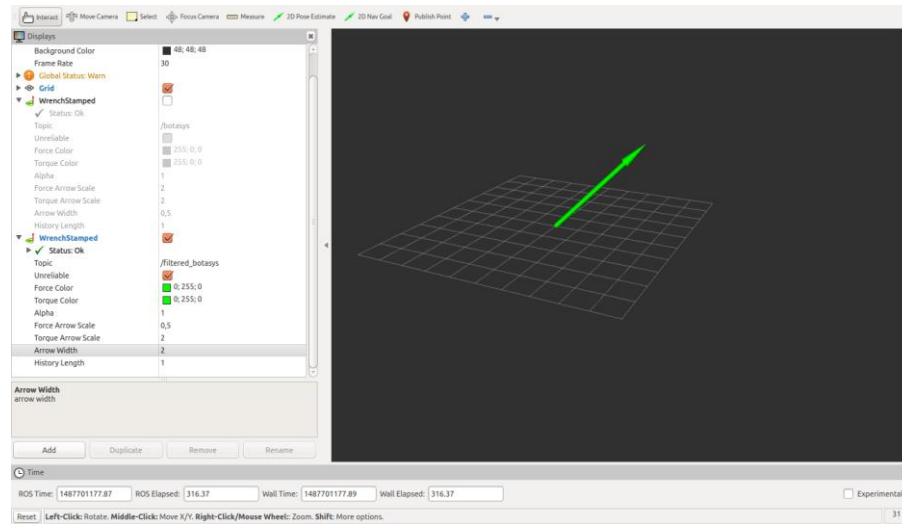 Interact Move Camera Select Focus Camera Measure 2D Pose Estimate 2D Nav Goal Publish Point
Displays
Background Color 48; 48; 48
Frame Rate 30
Global Status: Warn
Grid
WrenchStamped
Status: Ok
Topic /botasys
Unreliable
Force Color 255; 0; 0
Torque Color 255; 0; 0
Alpha 1
Force Arrow Scale 2
Torque Arrow Scale 2
Arrow Width 0,5
History Length 1
WrenchStamped
Status: Ok
Topic /filtered_botasys
Unreliable
Force Color 0; 255; 0
Torque Color 0; 255; 0
Alpha 1
Force Arrow Scale 0,5
Torque Arrow Scale 2
Arrow Width 2
History Length 1
Arrow Width
arrow width
Add Duplicate Remove Rename
Time
ROS Time: 1487701177.87 ROS Elapsed: 316.37 Wall Time: 1487701177.89 Wall Elapsed: 316.37 Experimental
Reset Left-Click: Rotate. Middle-Click: Move X/Y. Right-Click/Mouse Wheel:: Zoom. Shift: More options. 31